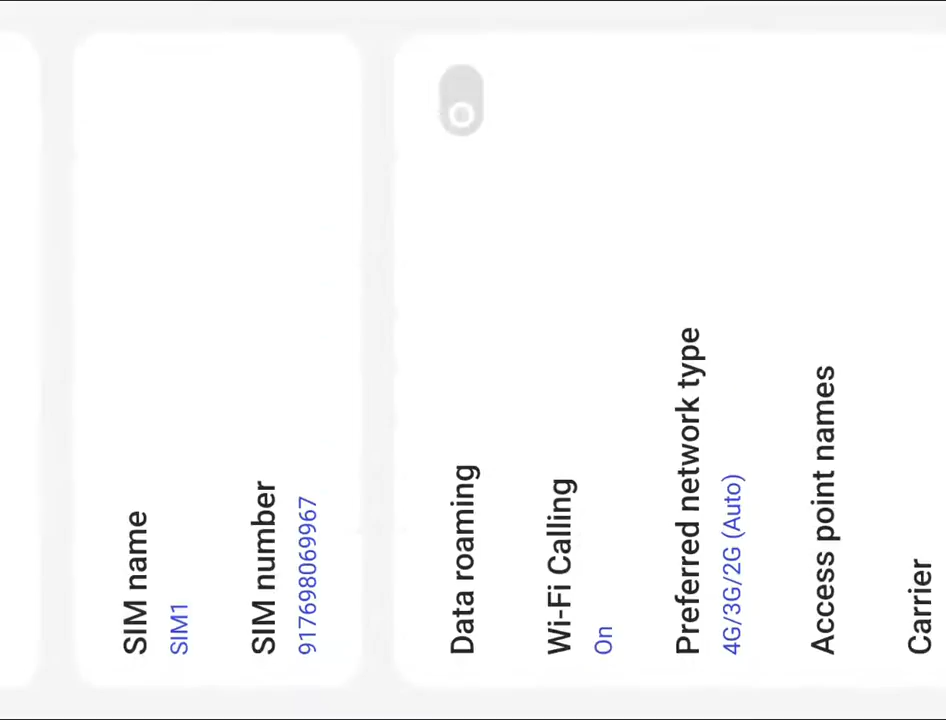 SIM name
SIM1
SIM number
917698069967
Data roaming
Wi-Fi Calling
On
Preferred network type
4G/3G/2G (Auto)
Access point names
Carrier